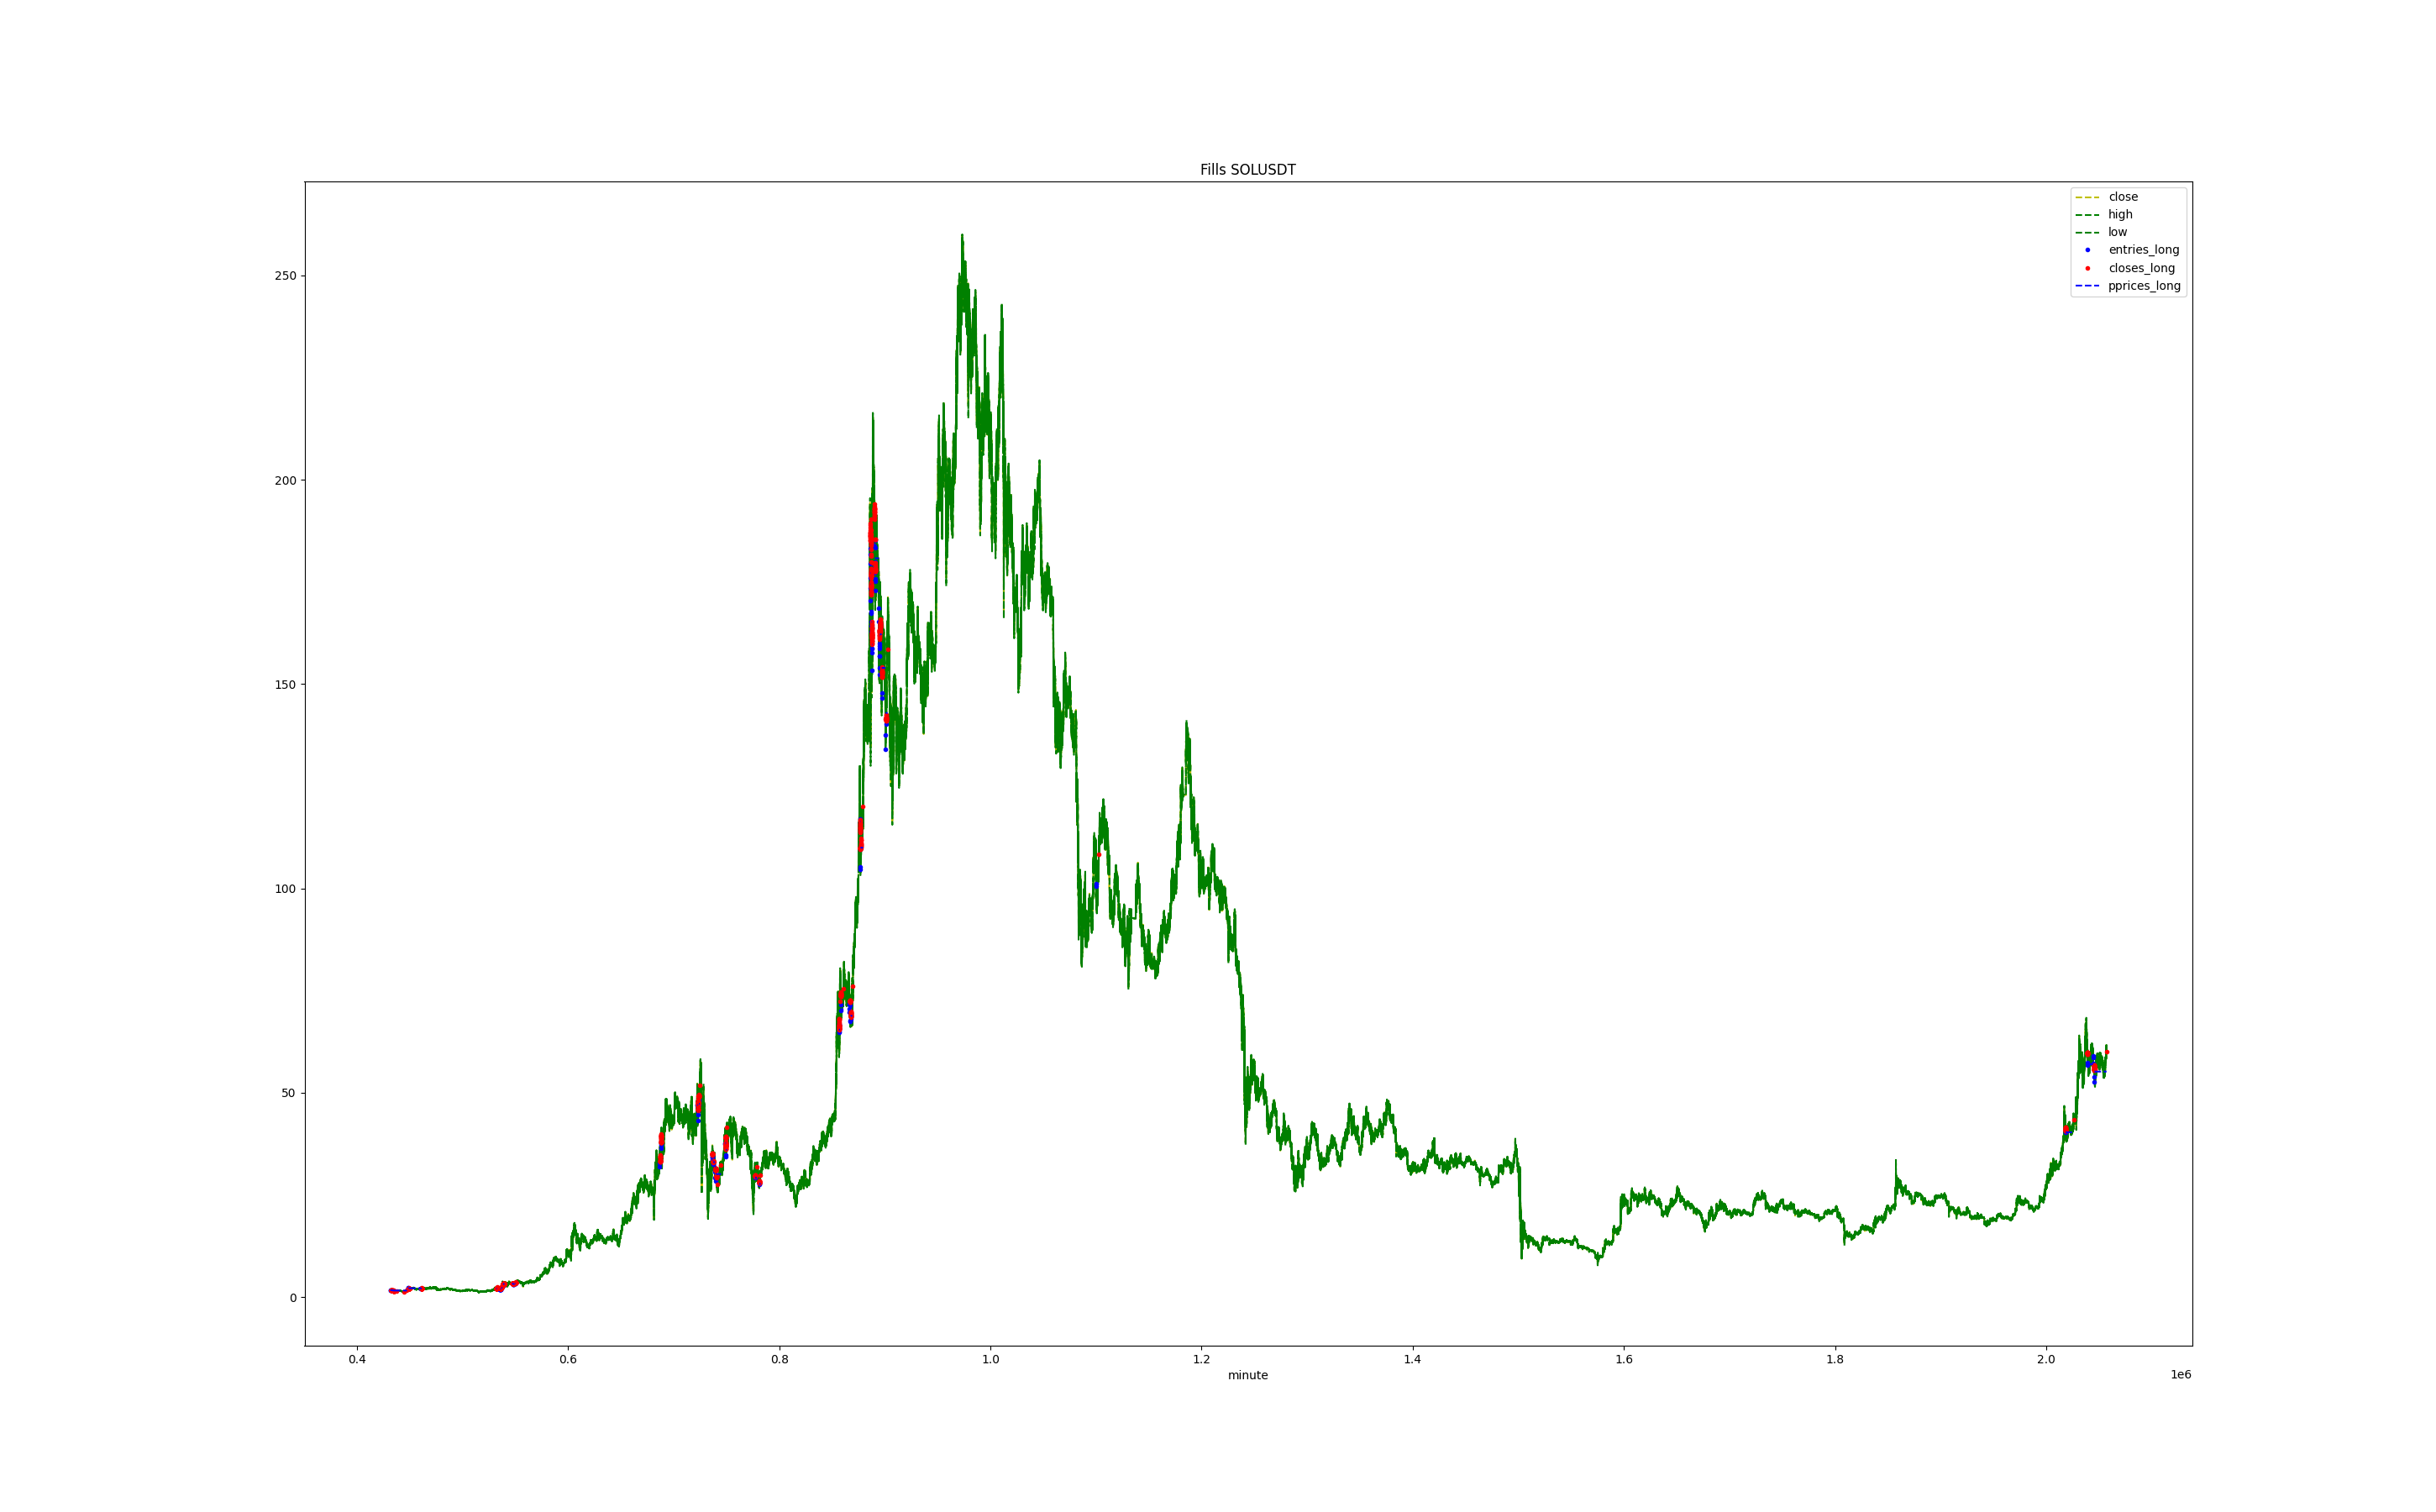 Fills SOLUSDT
close
high
low
entries_long
closes_long
pprices_long
250
200
150
100
50
0
0.4 0.6 0.8 1.0 1.2 1.4 1.6 1.8 2.0
minute
1e6